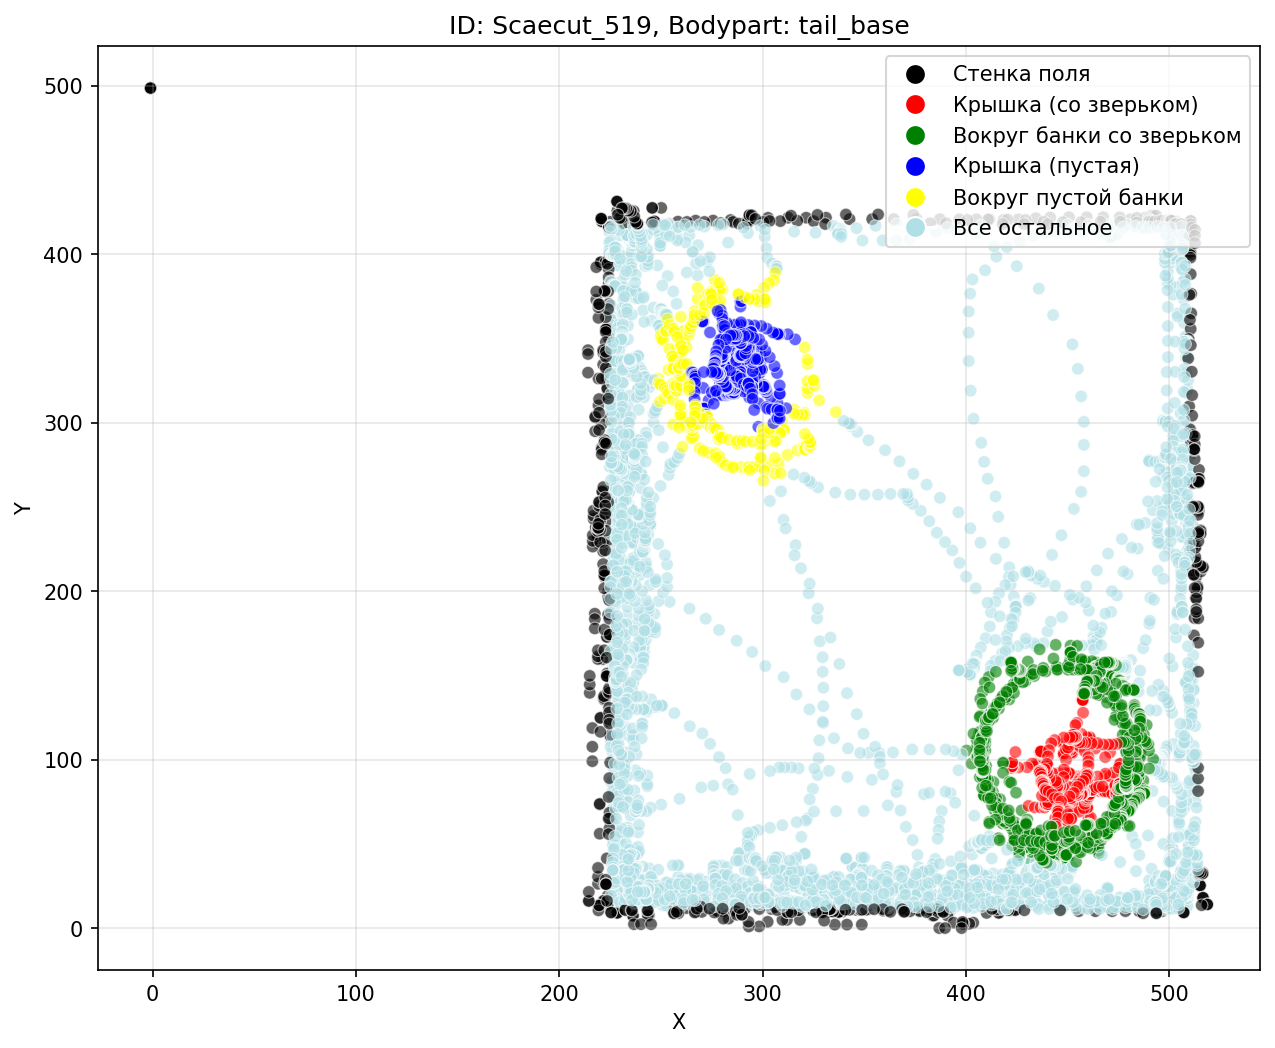 ID: Scaecut_519, Bodypart: tail_base
Стенка поля
Крышка (со зверьком)
Вокруг банки со зверьком
Крышка (пустая)
Вокруг пустой банки
Все остальное
500
400
300
200
100
0
Y
0 100 200 300 400 500
X